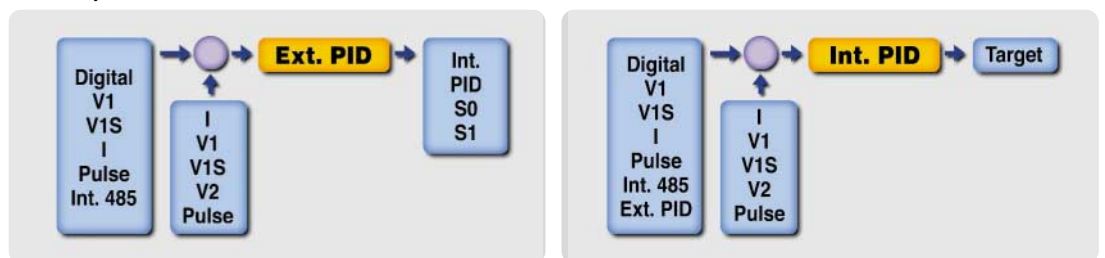 Digital
V1
V1S
I
Pulse
Int. 485
I
V1
V1S
V2
Pulse
Ext. PID
Int.
PID
S0
S1
Digital
V1
V1S
I
Pulse
Int. 485
Ext. PID
I
V1
V1S
V2
Pulse
Int. PID
Target